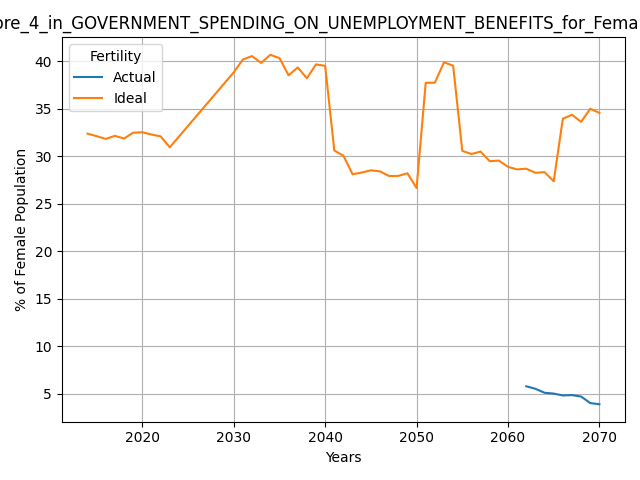 ore_4_in_GOVERNMENT_SPENDING_ON_UNEMPLOYMENT_BENEFITS_for_Fema
Fertility
Actual
Ideal
% of Female Population
40
35
30
25
20
15
10
5
2020 2030 2040 2050 2060 2070
Years